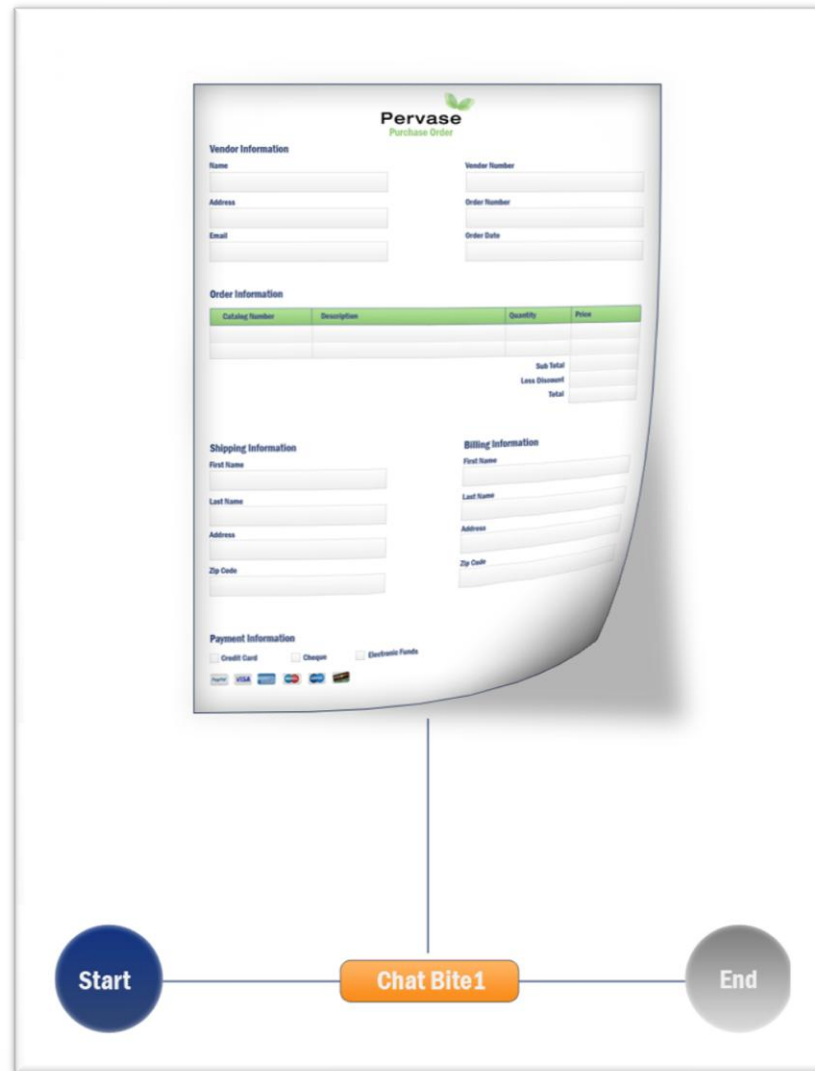 Pervase
Purchase Order
Vendor Information
Name
Vendor Number
Address
Order Number
Email
Order Date
Order Information
Catalog Number Description Quantity Price
Sub Total
Less Discount
Total
Shipping Information
Billing Information
First Name
First Name
Last Name
Last Name
Address
Address
Zip Code
Zip Code
Payment Information
Credit Card Cheque Electronic Funds
PayPal VISA
Start
Chat Bite1
End